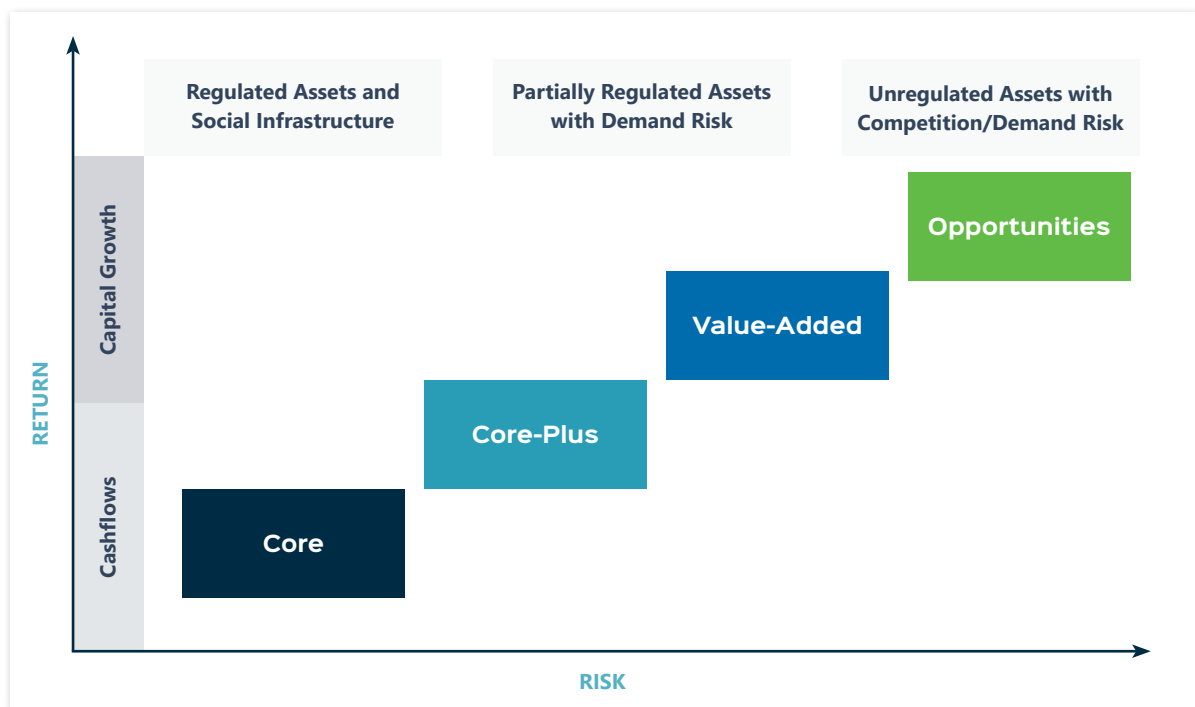 Regulated Assets and
Social Infrastructure
Partially Regulated Assets
with Demand Risk
Unregulated Assets with
Competition/Demand Risk
Capital Growth
Cashflows
RETURN
Opportunities
Value-Added
Core-Plus
Core
RISK